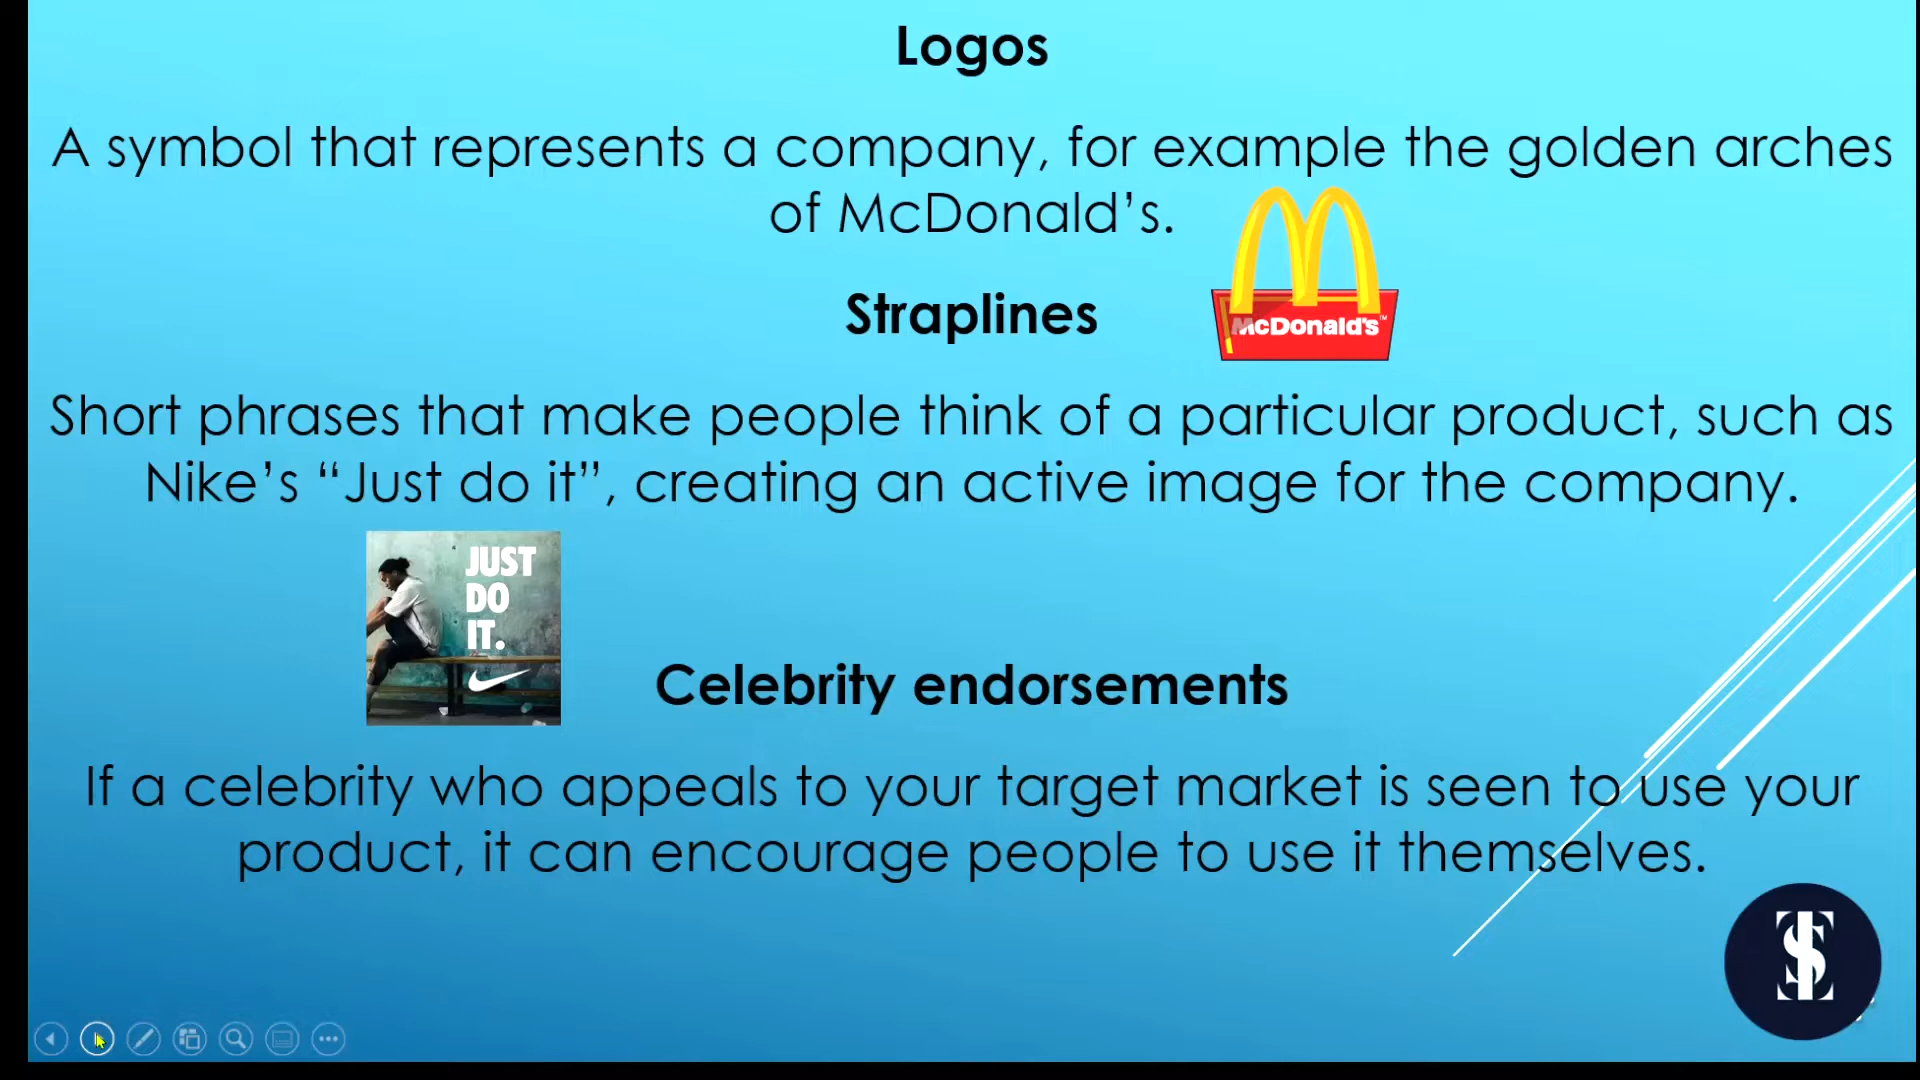 Logos
A symbol that represents a company, for example the golden arches
of McDonald’s.
McDonald's™
Straplines
Short phrases that make people think of a particular product, such as
Nike’s “Just do it”, creating an active image for the company.
JUST
DO
IT.
Celebrity endorsements
If a celebrity who appeals to your target market is seen to use your
product, it can encourage people to use it themselves.